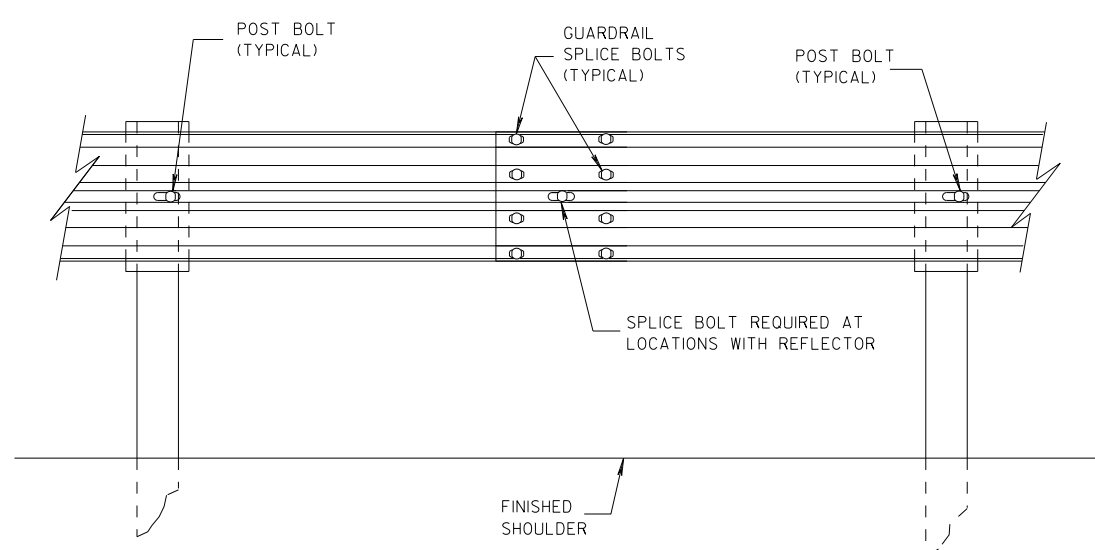 POST BOLT
(TYPICAL)
GUARDRAIL
SPLICE BOLTS
(TYPICAL)
POST BOLT
(TYPICAL)
SPLICE BOLT REQUIRED AT
LOCATIONS WITH REFLECTOR
FINISHED
SHOULDER